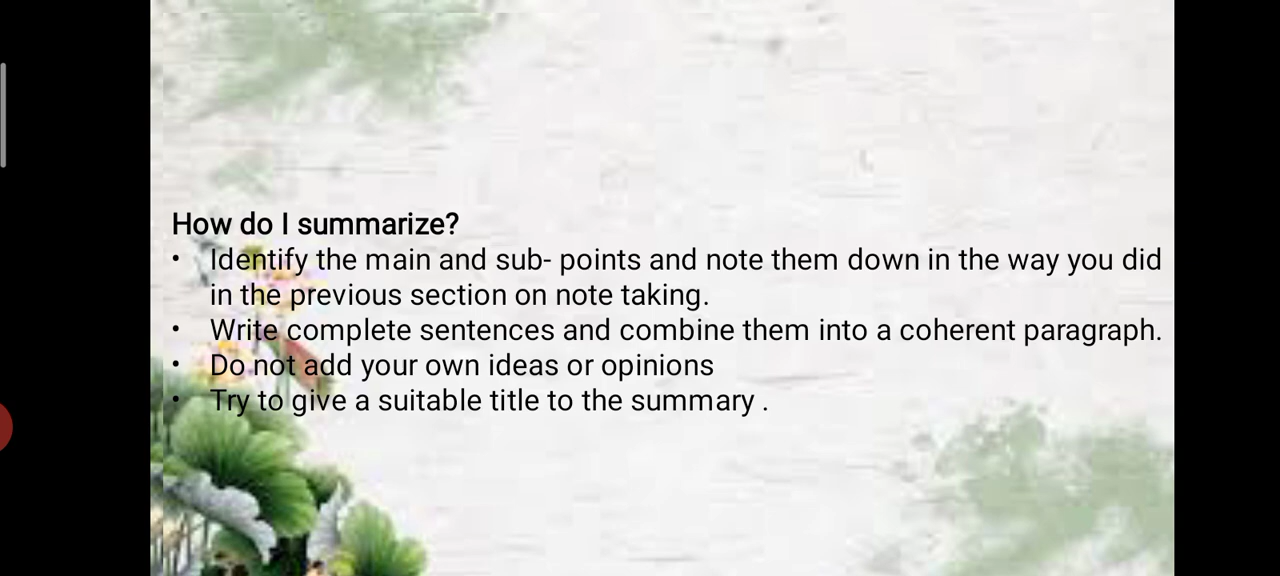 How do I summarize?
• Identify the main and sub- points and note them down in the way you did
in the previous section on note taking.
• Write complete sentences and combine them into a coherent paragraph.
• Do not add your own ideas or opinions
• Try to give a suitable title to the summary .